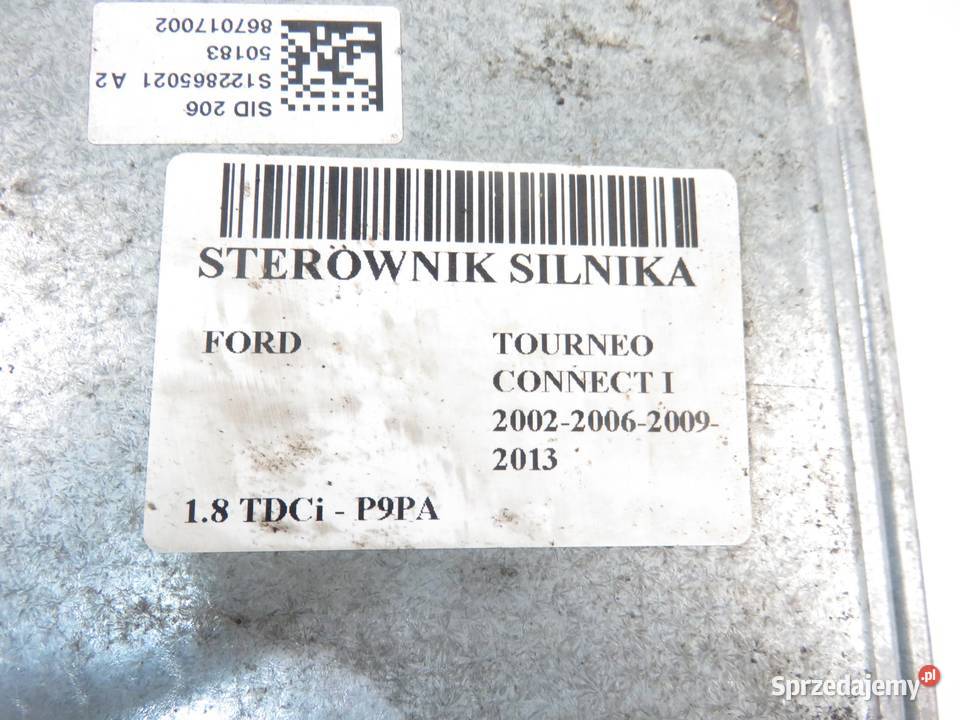 SID 206
S122865021 A2
50183
867017002
STEROWNIK SILNIKA
FORD
TOURNEO
CONNECT I
2002-2006-2009-
2013
1.8 TDCi - P9PA
Sprzedajemy.pl